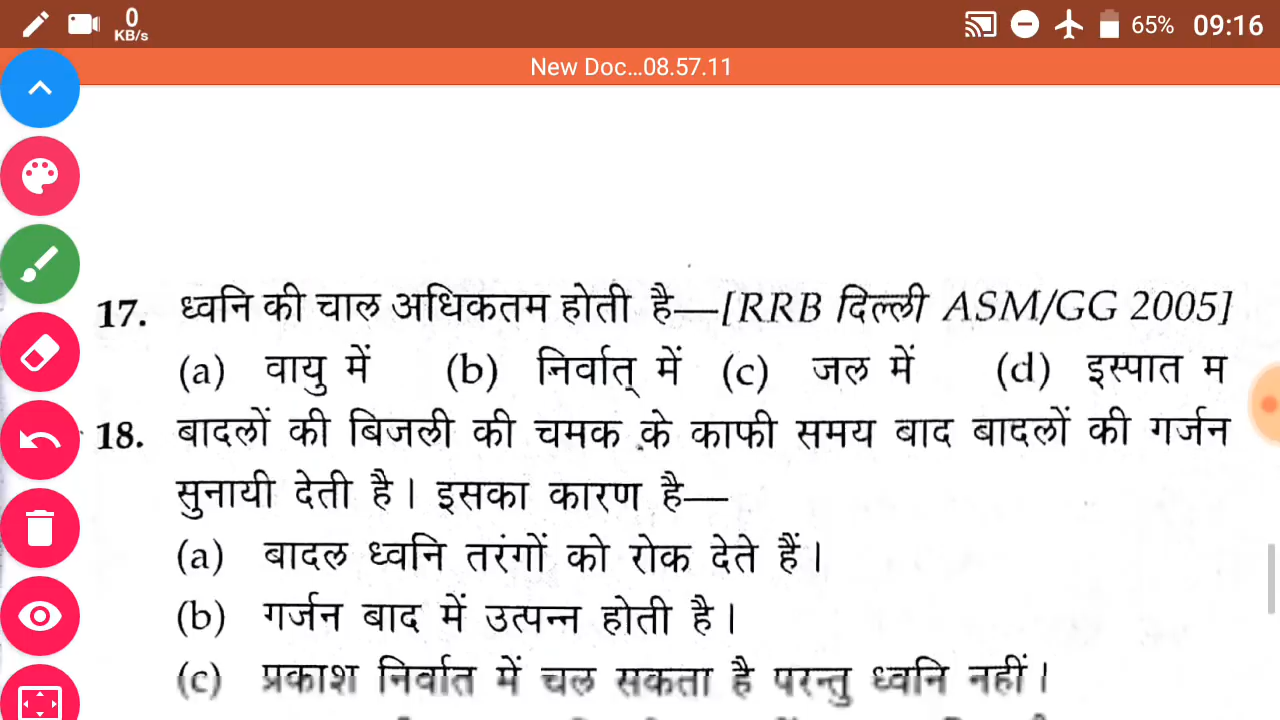 0
KB/s
65% 09:16
New Doc...08.57.11
17. ध्वनि की चाल अधिकतम होती है—[RRB दिल्ली ASM/GG 2005]
(a) वायु में (b) निर्वात् में (c) जल में (d) इस्पात म
18. बादलों की बिजली की चमक के काफी समय बाद बादलों की गर्जन
सुनायी देती है। इसका कारण है—
(a) बादल ध्वनि तरंगों को रोक देते हैं।
(b) गर्जन बाद में उत्पन्न होती है।
(c) प्रकाश निर्वात में चल सकता है परन्तु ध्वनि नहीं।